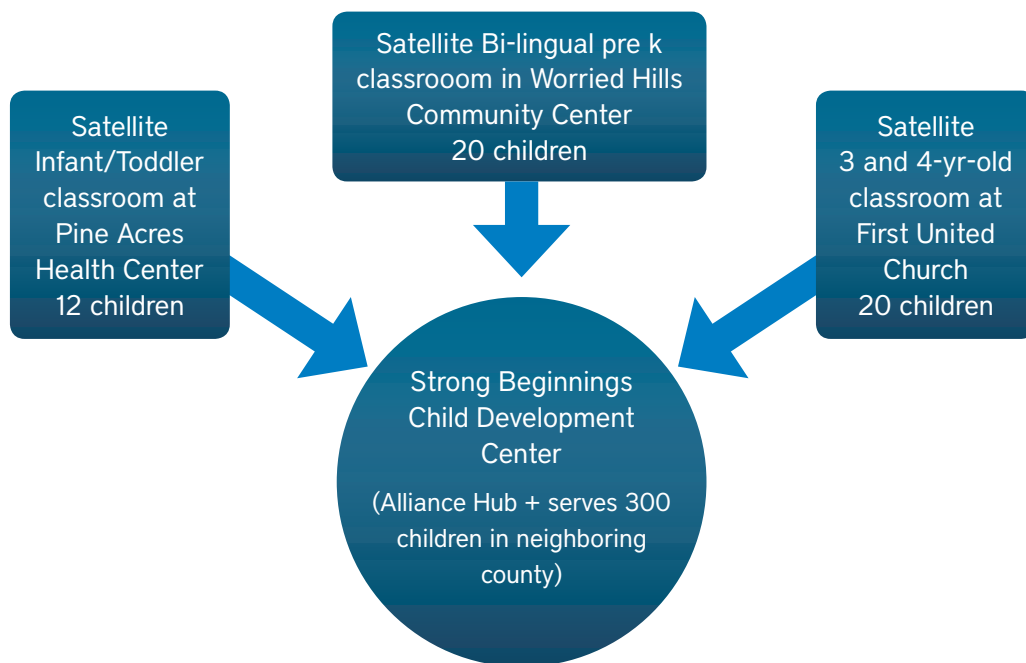 Satellite
Infant/Toddler
classroom at
Pine Acres
Health Center
12 children
Satellite Bi-lingual pre k
classrooom in Worried Hills
Community Center
20 children
Satellite
3 and 4-yr-old
classroom at
First United
Church
20 children
Strong Beginnings
Child Development
Center
(Alliance Hub + serves 300
children in neighboring
county)